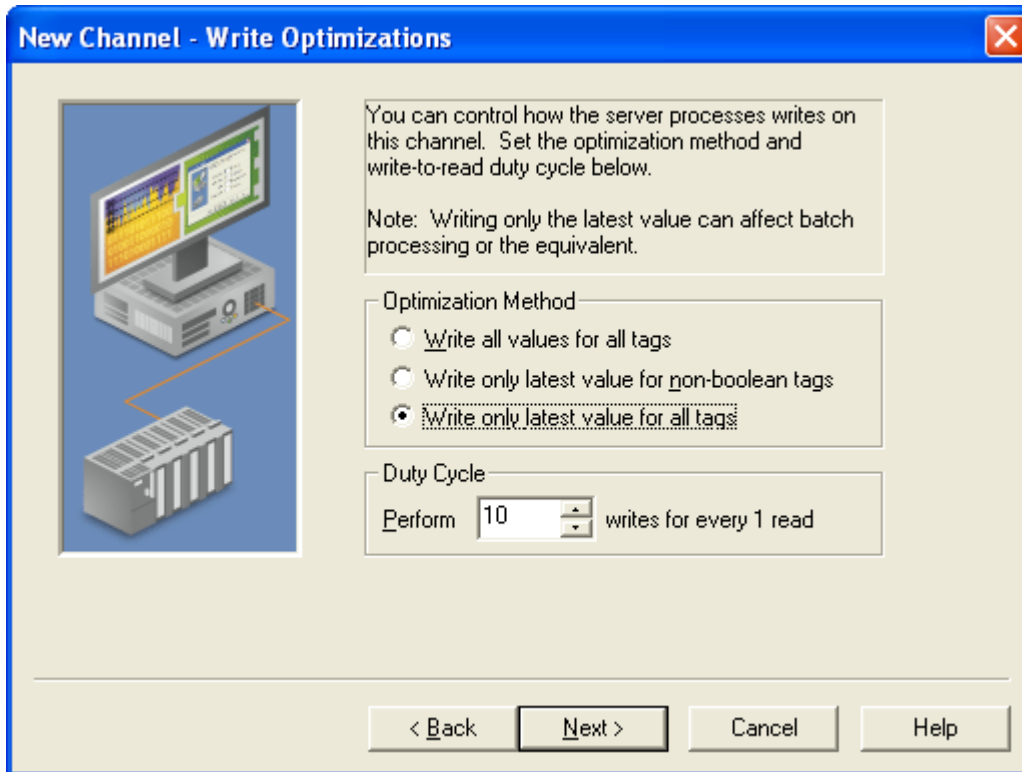 New Channel - Write Optimizations
You can control how the server processes writes on
this channel.  Set the optimization method and
write-to-read duty cycle below.
Note:  Writing only the latest value can affect batch
processing or the equivalent.
Optimization Method
Write all values for all tags
Write only latest value for non-boolean tags
Write only latest value for all tags
Duty Cycle
Perform 10 writes for every 1 read
< Back Next > Cancel Help